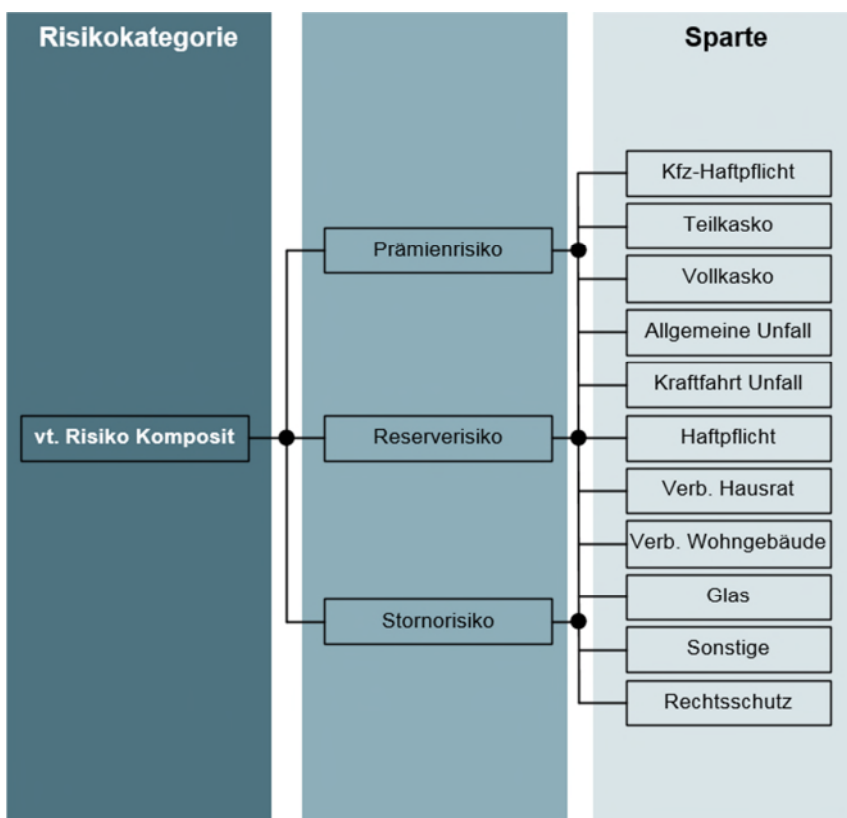 Risikokategorie
Sparte
Kfz-Haftpflicht
Teilkasko
Prämienrisiko
Vollkasko
Allgemeine Unfall
Kraftfahrt Unfall
vt. Risiko Komposit
Reserverisiko
Haftpflicht
Verb. Hausrat
Verb. Wohngebäude
Glas
Stornorisiko
Sonstige
Rechtsschutz